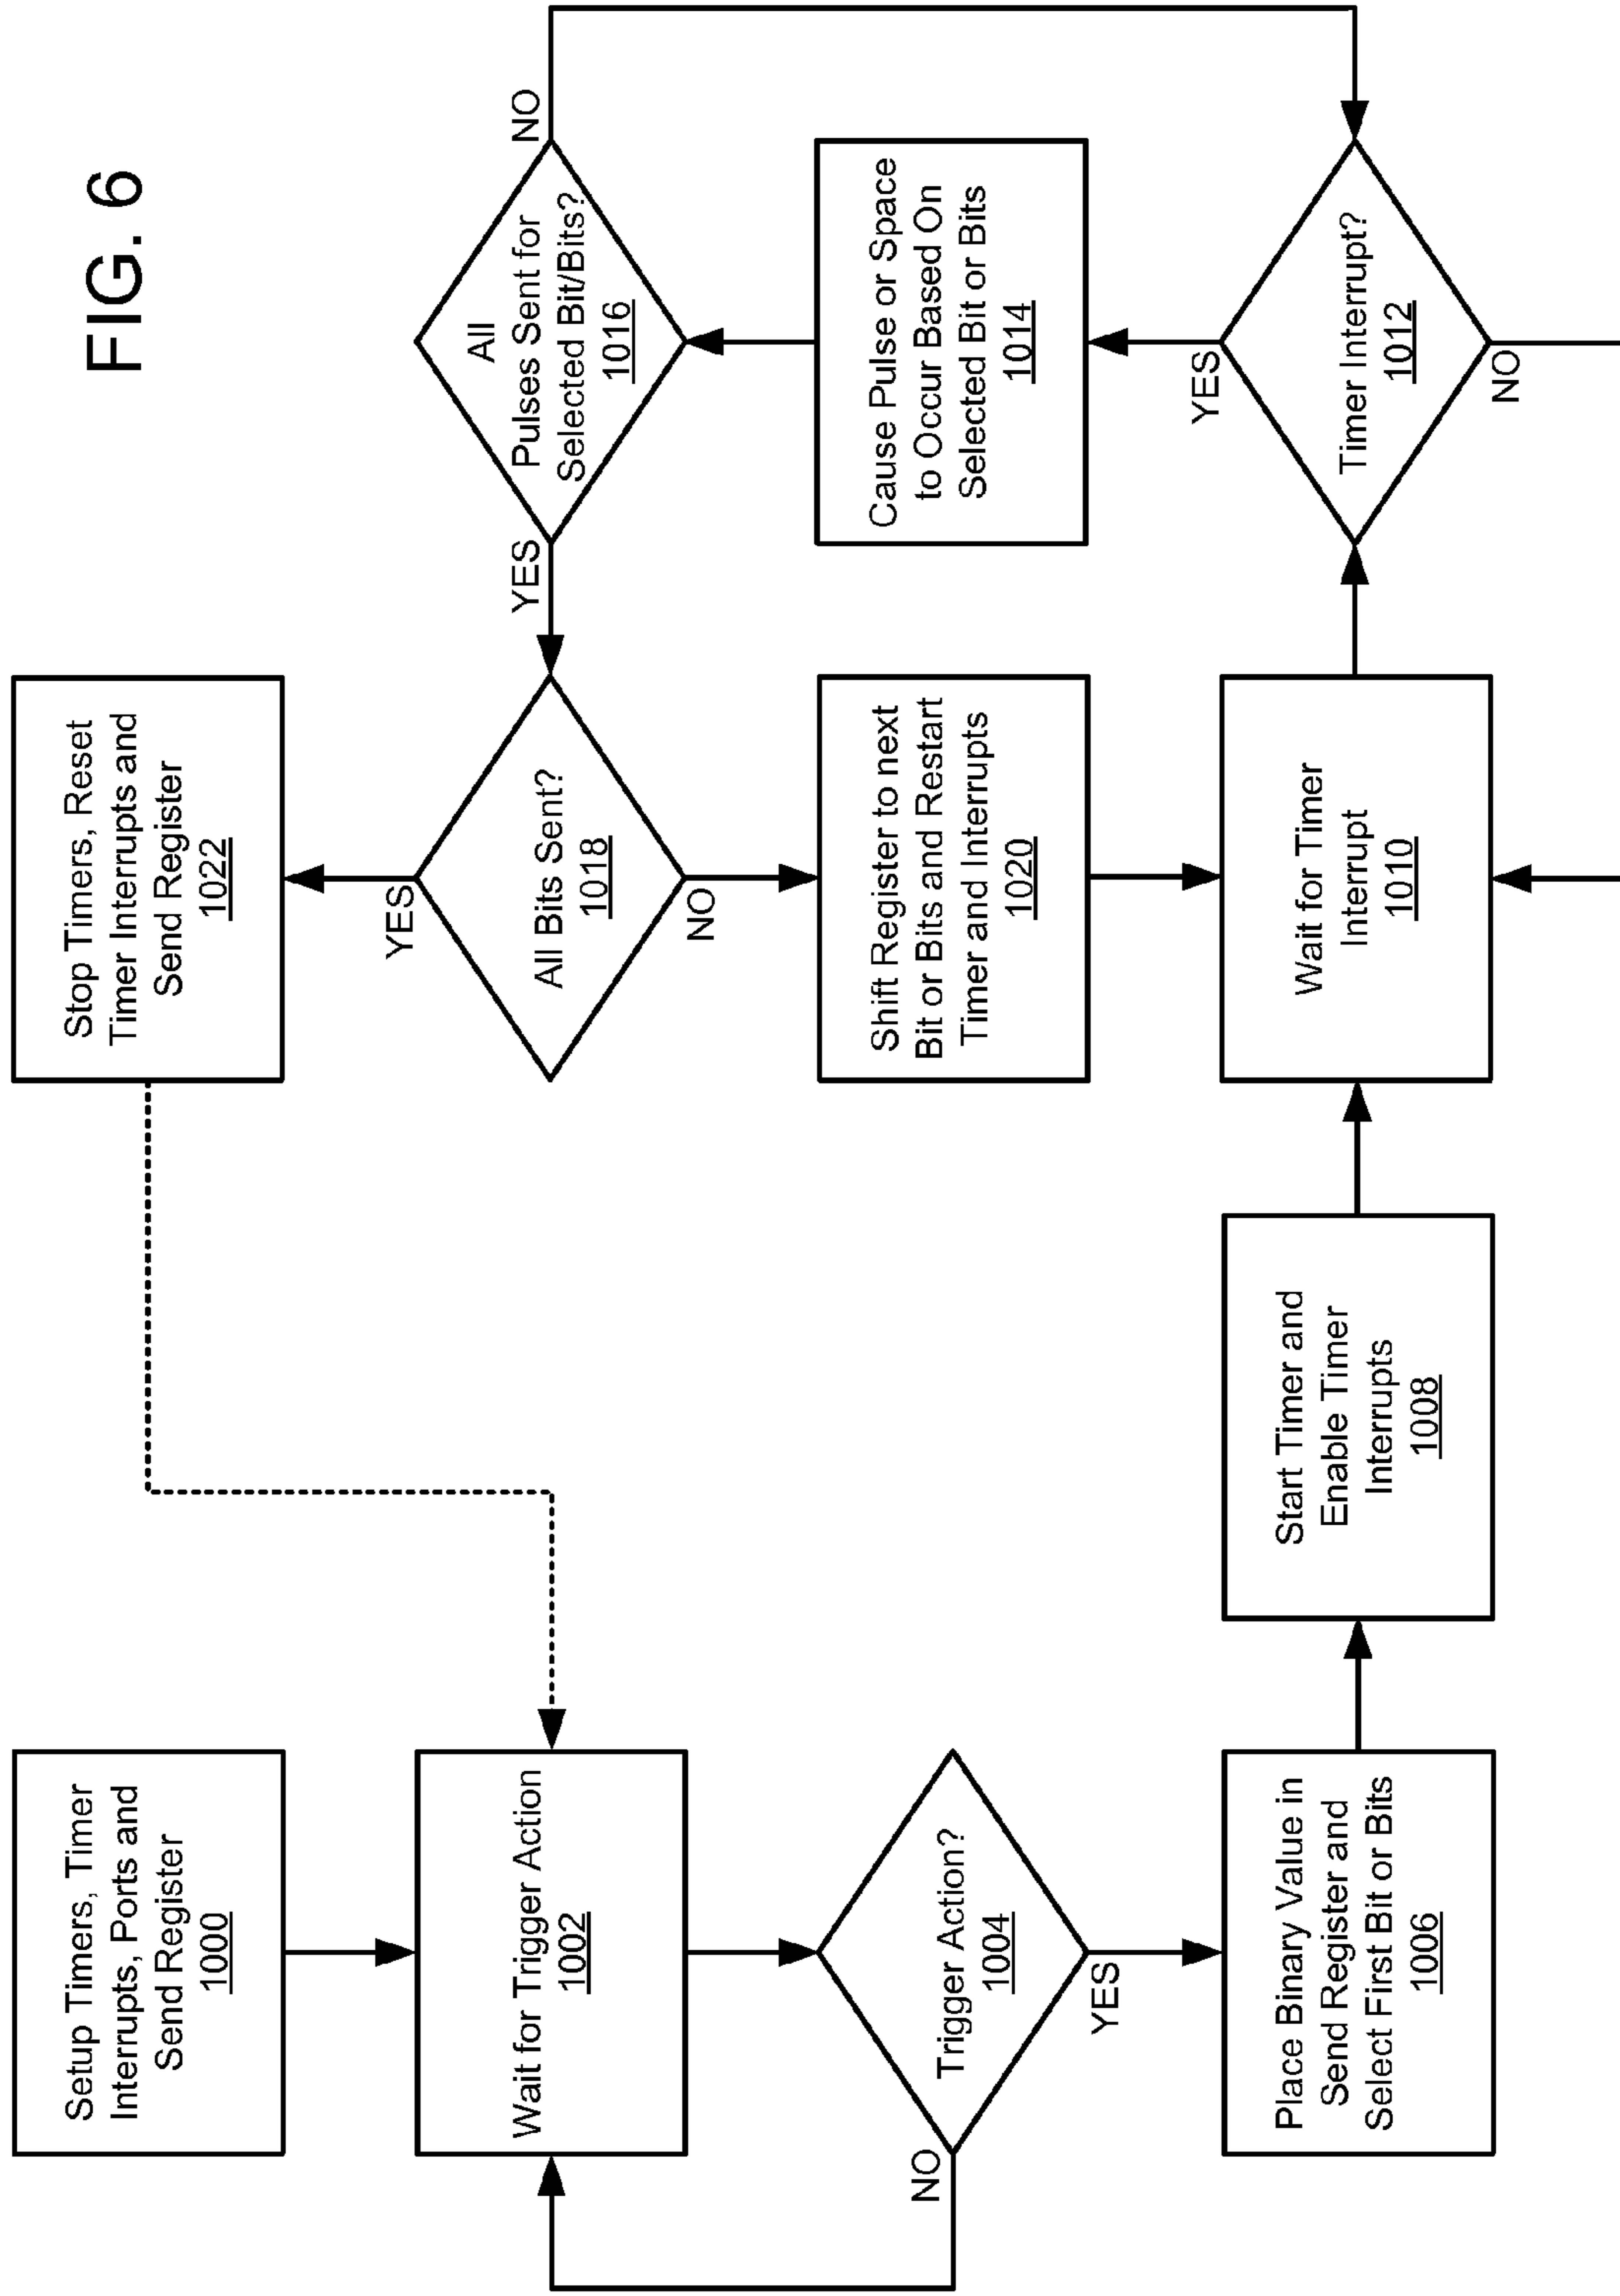 FIG. 6
Setup Timers, Timer
Interrupts, Ports and
Send Register
1000
Wait for Trigger Action
1002
Trigger Action?
1004
NO
YES
Place Binary Value in
Send Register and
Select First Bit or Bits
1006
Start Timer and
Enable Timer
Interrupts
1008
Wait for Timer
Interrupt
1010
Timer Interrupt?
1012
YES
NO
Cause Pulse or Space
to Occur Based On
Selected Bit or Bits
1014
All
Pulses Sent for
Selected Bit/Bits?
1016
NO
YES
All Bits Sent?
1018
YES
NO
Shift Register to next
Bit or Bits and Restart
Timer and Interrupts
1020
Stop Timers, Reset
Timer Interrupts and
Send Register
1022